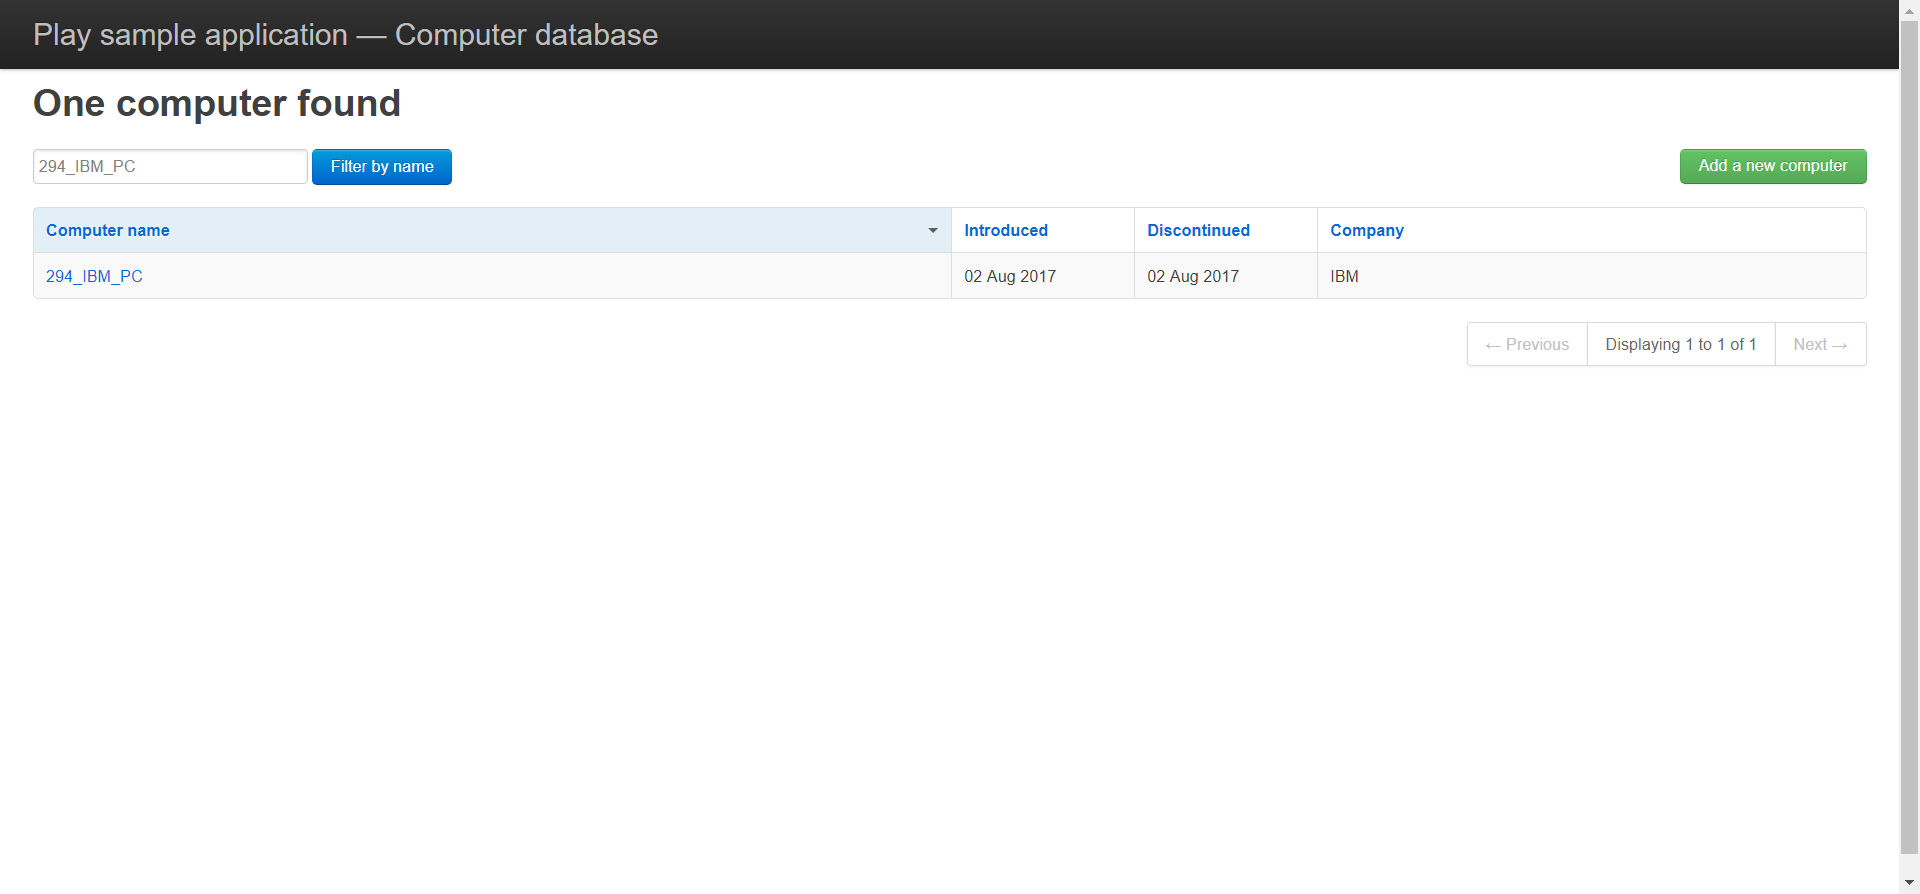 Play sample application — Computer database
One computer found
294_IBM_PC Filter by name Add a new computer
Computer name Introduced Discontinued Company
294_IBM_PC 02 Aug 2017 02 Aug 2017 IBM
← Previous Displaying 1 to 1 of 1 Next →